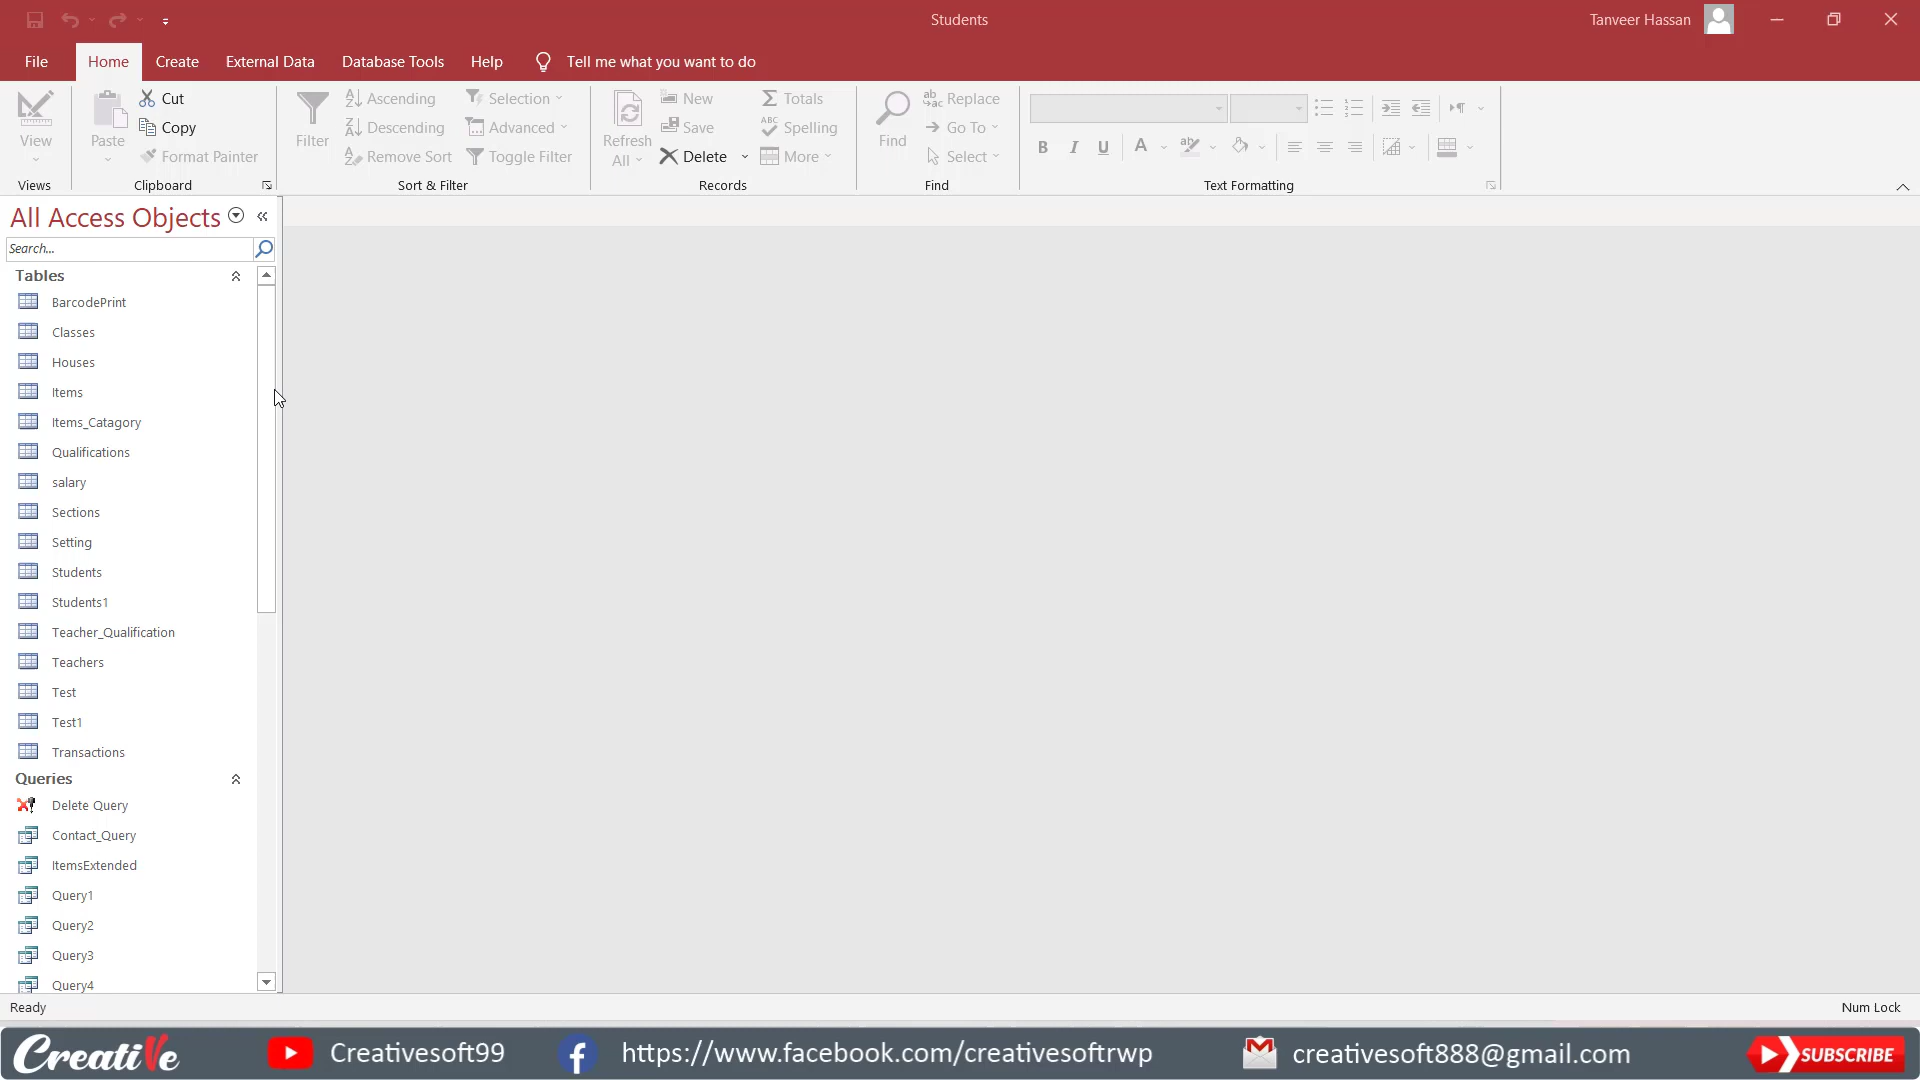 Students
Tanveer Hassan
File
Home
Create
External Data
Database Tools
Help
Tell me what you want to do
View
Views
Paste
Cut
Copy
Format Painter
Clipboard
Filter
Ascending
Descending
Remove Sort
Selection
Advanced
Toggle Filter
Sort & Filter
Refresh
All
New
Save
Delete
Totals
Spelling
More
Records
Find
Replace
Go To
Select
Find
B I U
A
Text Formatting
All Access Objects
Search...
Tables
BarcodePrint
Classes
Houses
Items
Items_Catagory
Qualifications
salary
Sections
Setting
Students
Students1
Teacher_Qualification
Teachers
Test
Test1
Transactions
Queries
Delete Query
Contact_Query
ItemsExtended
Query1
Query2
Query3
Query4
Ready
Num Lock
CreatiVe
Creativesoft99
https://www.facebook.com/creativesoftrwp
creativesoft888@gmail.com
SUBSCRIBE